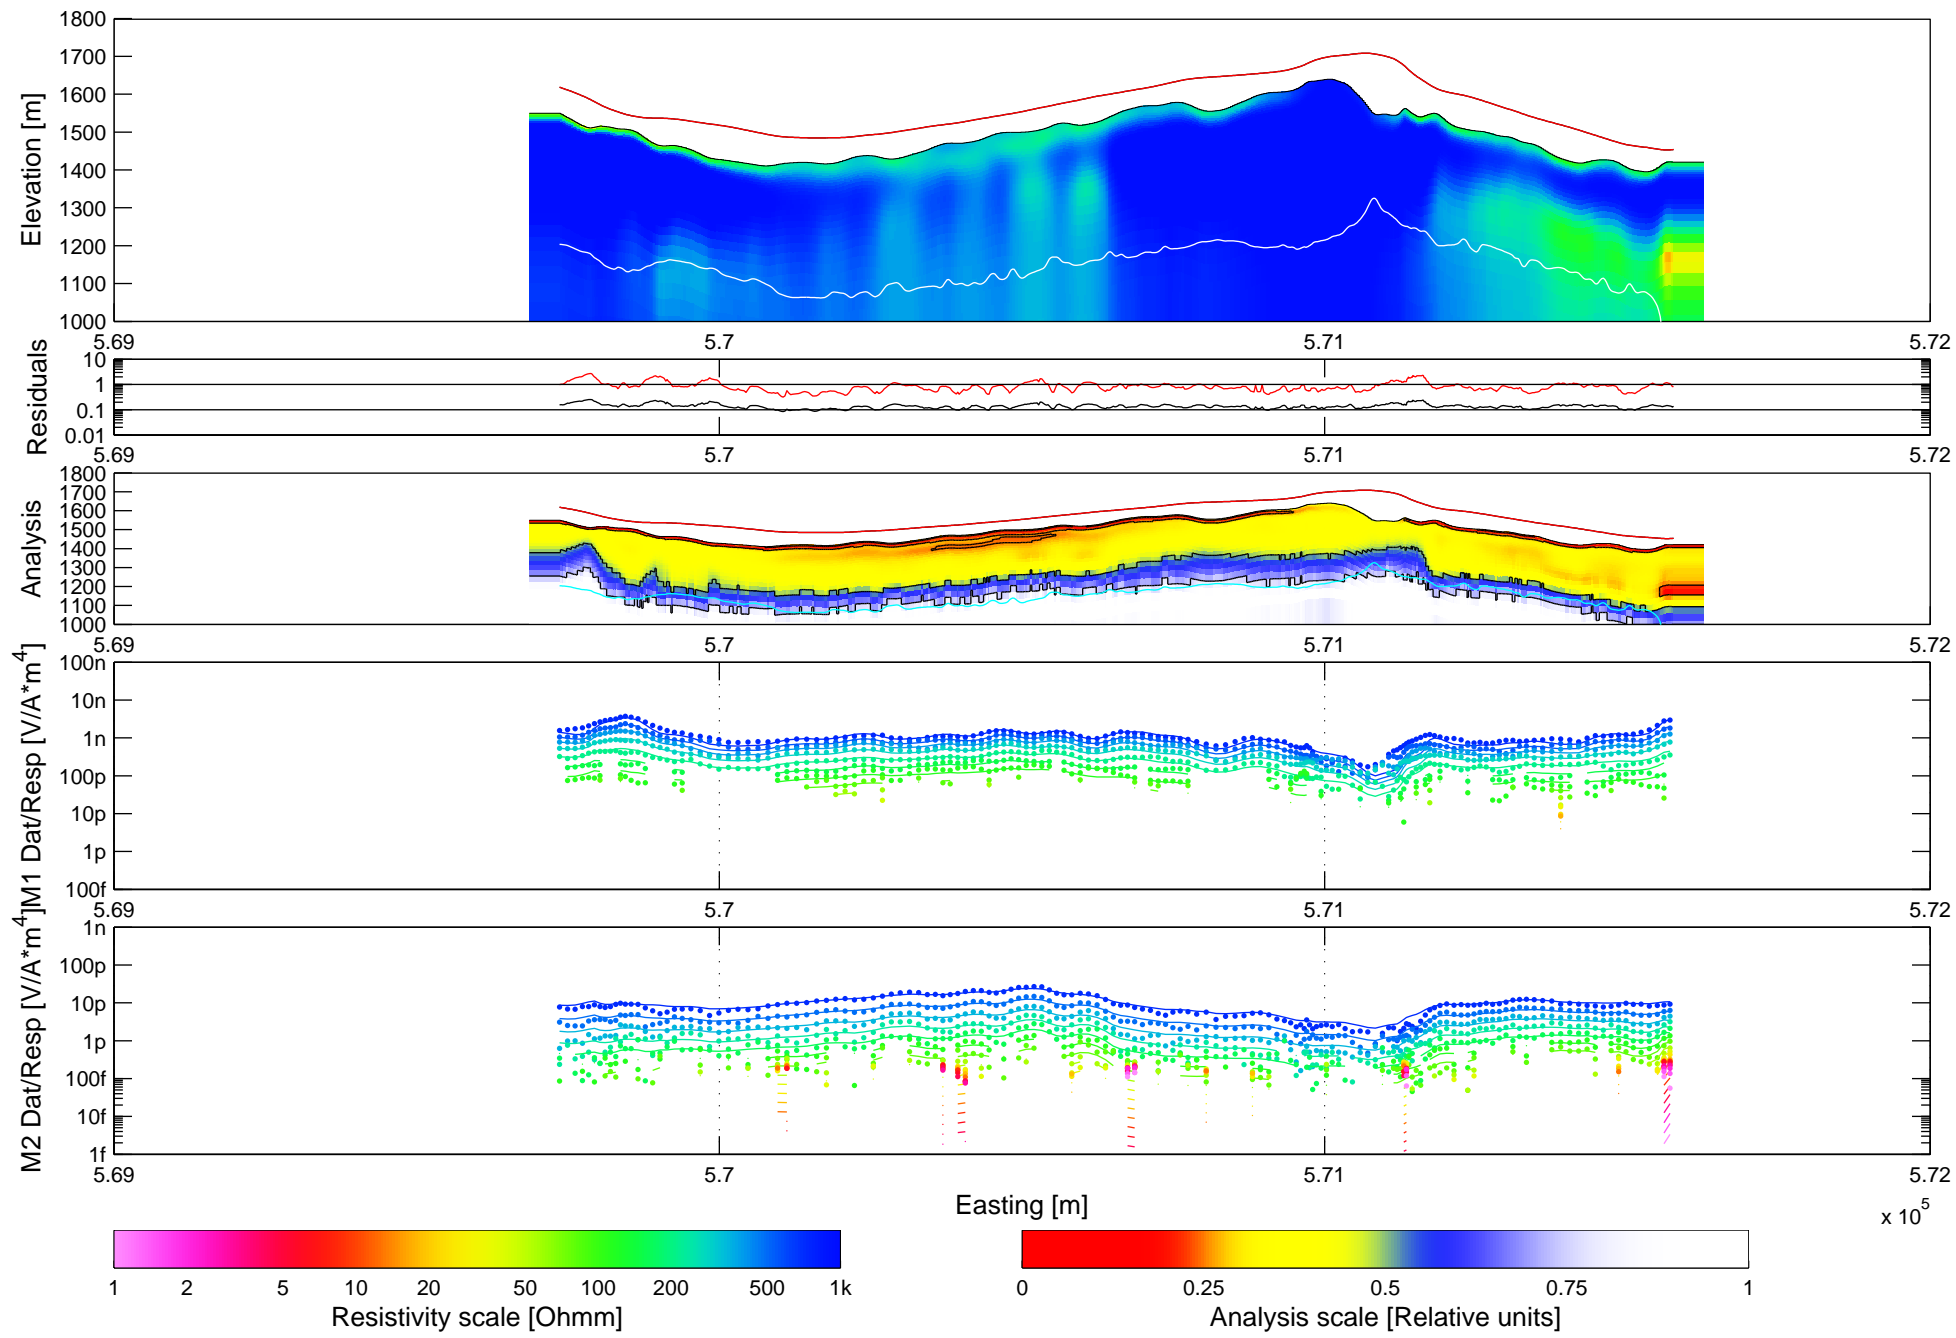 1800
1700
1600
1500
1400
1300
1200
1100
1000
Elevation [m]
5.69 5.7 5.71 5.72
10
1
0.1
0.01
Residuals
5.69 5.7 5.71 5.72
1800
1700
1600
1500
1400
1300
1200
1100
1000
Analysis
5.69 5.7 5.71 5.72
100n
10n
1n
100p
10p
1p
100f
M1 Dat/Resp [V/A*m^4]
5.69 5.7 5.71 5.72
1n
100p
10p
1p
100f
10f
1f
M2 Dat/Resp [V/A*m^4]
5.69 5.7 5.71 5.72
Easting [m]
x 10^5
1 2 5 10 20 50 100 200 500 1k
Resistivity scale [Ohmm]
0 0.25 0.5 0.75 1
Analysis scale [Relative units]